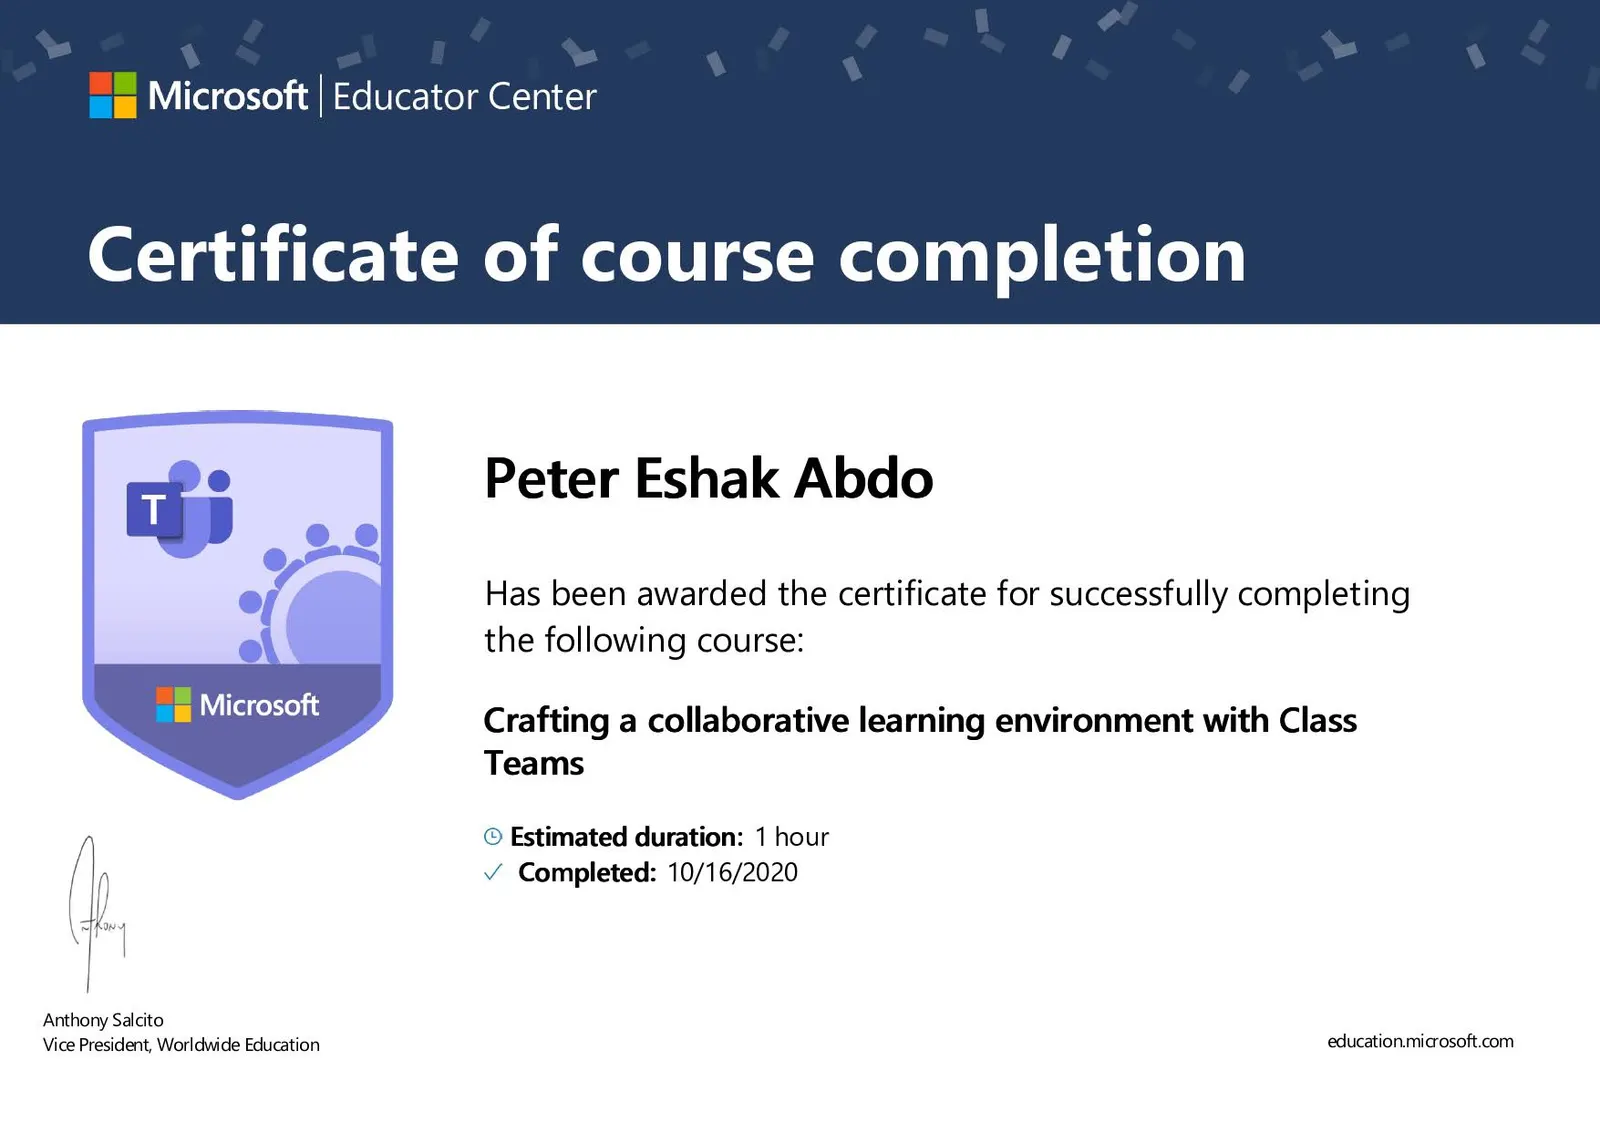 Microsoft | Educator Center
Certificate of course completion
T
Microsoft
Peter Eshak Abdo
Has been awarded the certificate for successfully completing
the following course:
Crafting a collaborative learning environment with Class
Teams
Estimated duration: 1 hour
Completed: 10/16/2020
Anthony
Anthony Salcito
Vice President, Worldwide Education
education.microsoft.com